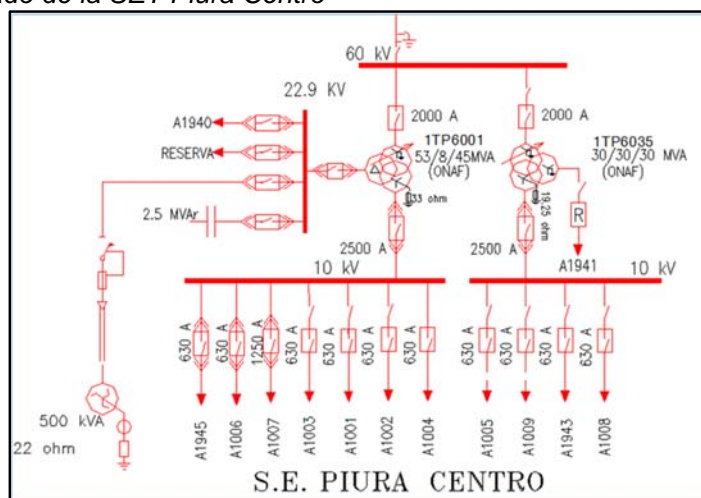 de la SET Piura Centro
60 kV
22.9 KV
2000 A
2000 A
A1940
1TP6001
53/8/45MVA
(ONAF)
1TP6035
30/30/30 MVA
(ONAF)
RESERVA
33 ohm
19.25 ohm
R
2.5 MVAr
2500 A
2500 A
A1941
10 kV
10 kV
630 A
630 A
1250 A
630 A
630 A
630 A
630 A
630 A
630 A
630 A
630 A
500 kVA
22 ohm
A1945
A1006
A1007
A1003
A1001
A1002
A1004
A1005
A1009
A1943
A1008
S.E. PIURA CENTRO